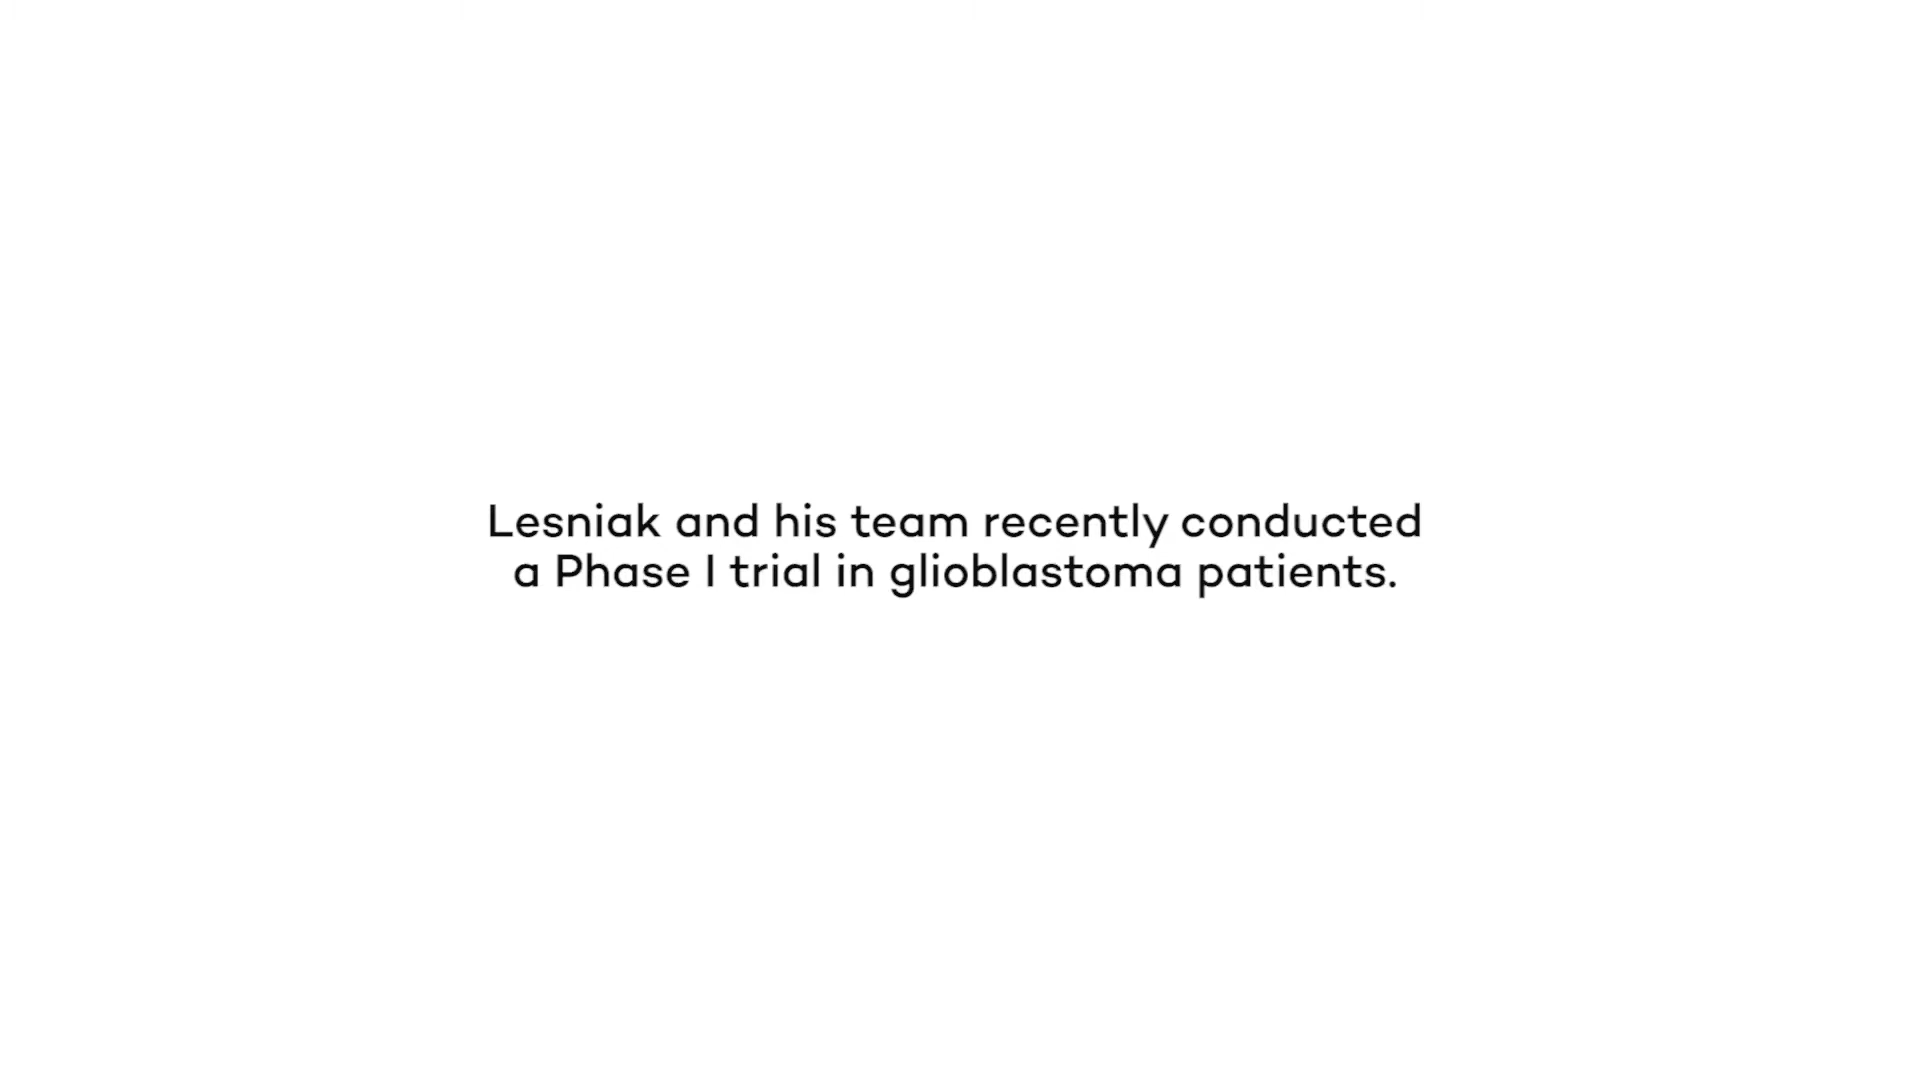 Lesniak and his team recently conducted
a Phase I trial in glioblastoma patients.